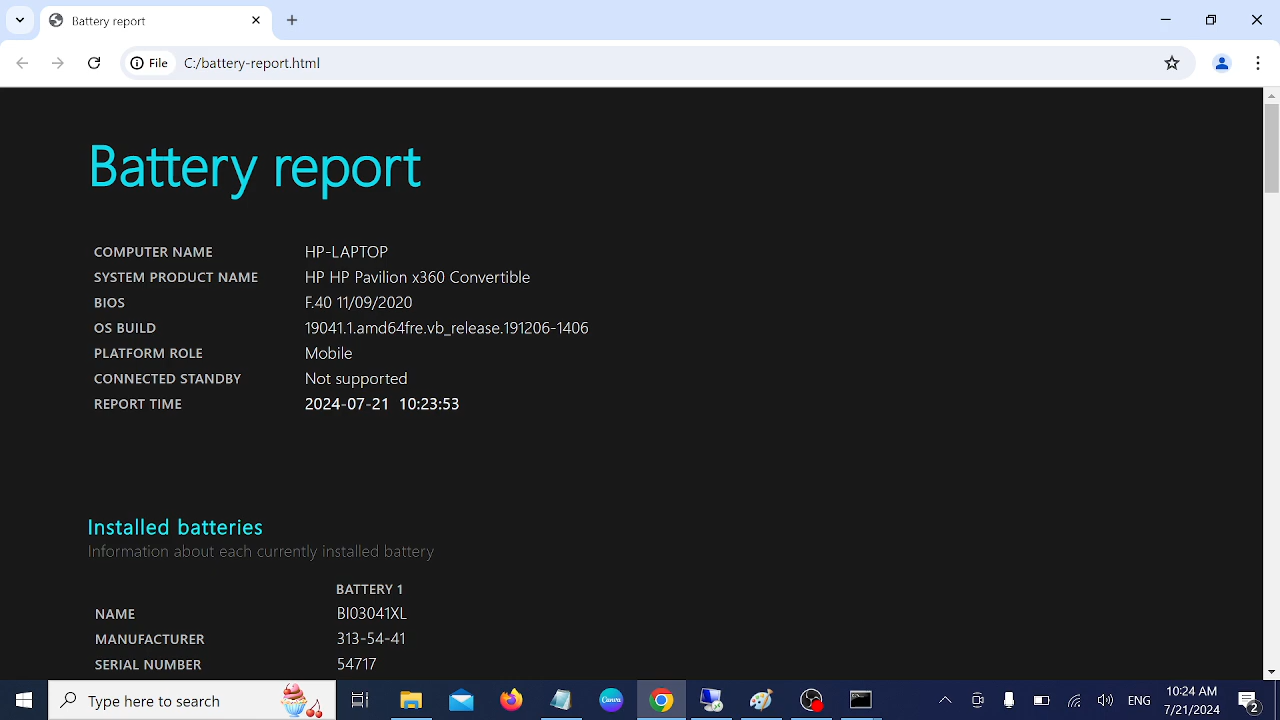 Battery report
File C:/battery-report.html
Battery report
COMPUTER NAME HP-LAPTOP
SYSTEM PRODUCT NAME HP HP Pavilion x360 Convertible
BIOS F.40 11/09/2020
OS BUILD 19041.1.amd64fre.vb_release.191206-1406
PLATFORM ROLE Mobile
CONNECTED STANDBY Not supported
REPORT TIME 2024-07-21 10:23:53
Installed batteries
Information about each currently installed battery
BATTERY 1
NAME BI03041XL
MANUFACTURER 313-54-41
SERIAL NUMBER 54717
Type here to search Canva ENG 10:24 AM
7/21/2024 2